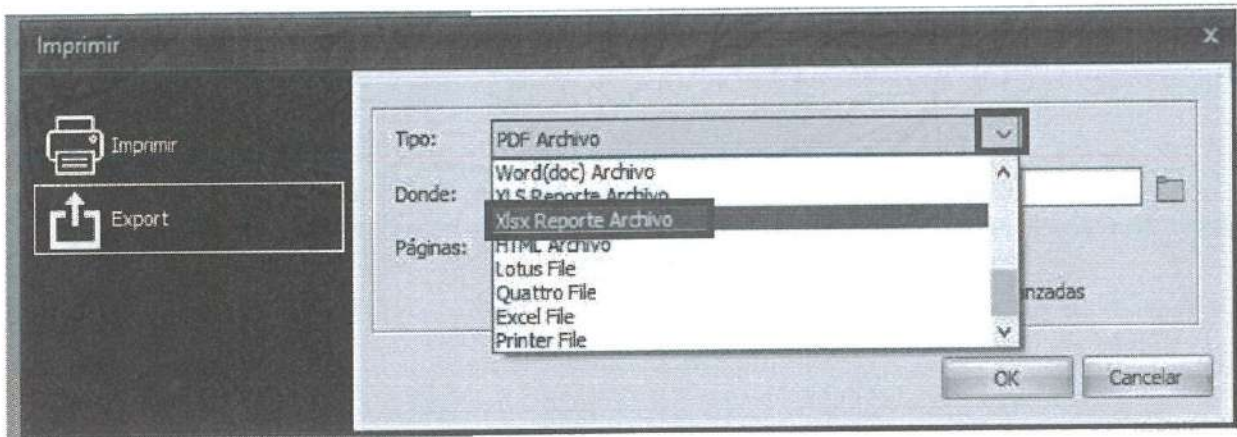 Imprimir
Imprimir
Export
Tipo:
PDF Archivo
Word(doc) Archivo
XLS Reporte Archivo
Xlsx Reporte Archivo
HTML Archivo
Lotus File
Quattro File
Excel File
Printer File
Donde:
Páginas:
nzadas
OK
Cancelar